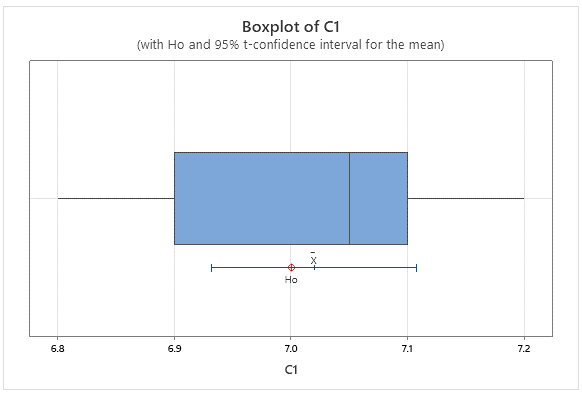 Boxplot of C1
(with Ho and 95% t-confidence interval for the mean)
X̄
Ho
6.8 6.9 7.0 7.1 7.2
C1